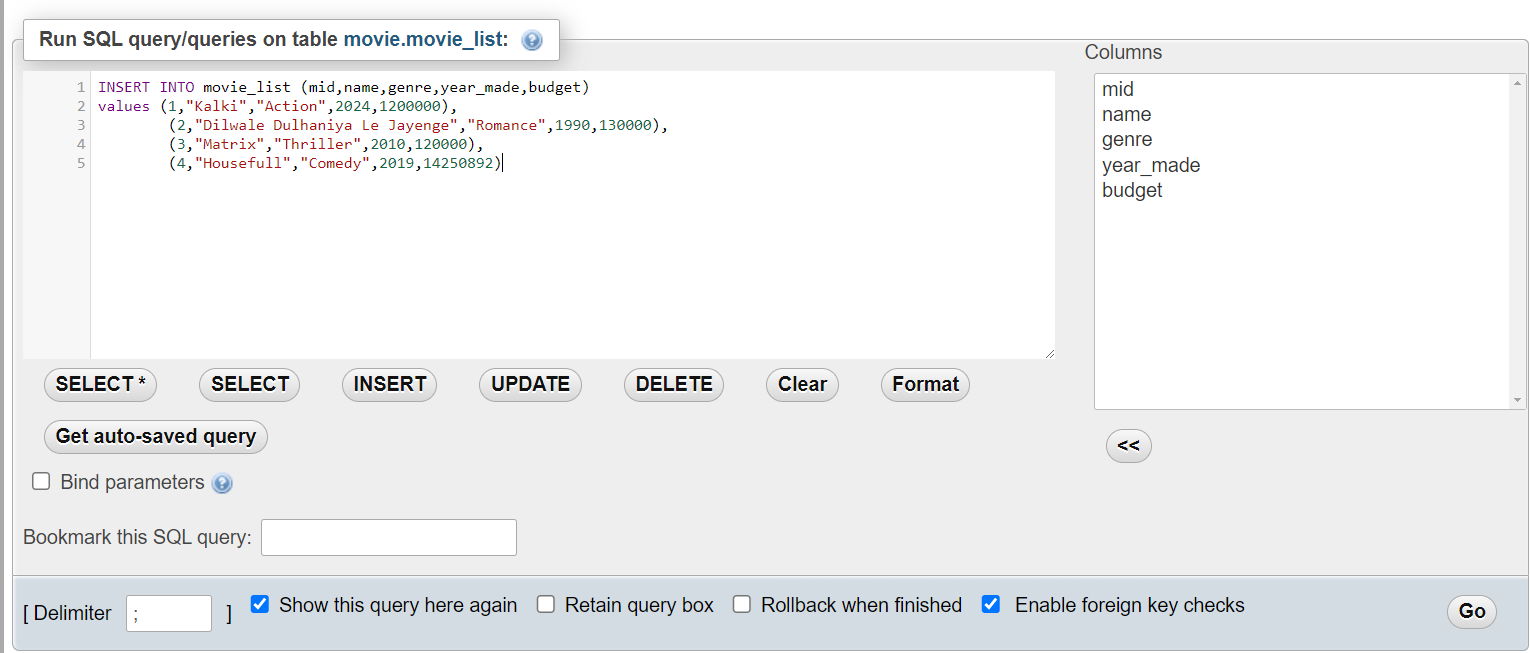 Run SQL query/queries on table movie.movie_list:
Columns
1 INSERT INTO movie_list (mid,name,genre,year_made,budget)
2 values (1,"Kalki","Action",2024,1200000),
3 (2,"Dilwale Dulhaniya Le Jayenge","Romance",1990,130000),
4 (3,"Matrix","Thriller",2010,120000),
5 (4,"Housefull","Comedy",2019,14250892)
mid
name
genre
year_made
budget
SELECT * SELECT INSERT UPDATE DELETE Clear Format
Get auto-saved query
<<
Bind parameters
Bookmark this SQL query:
[ Delimiter ; ] Show this query here again Retain query box Rollback when finished Enable foreign key checks Go